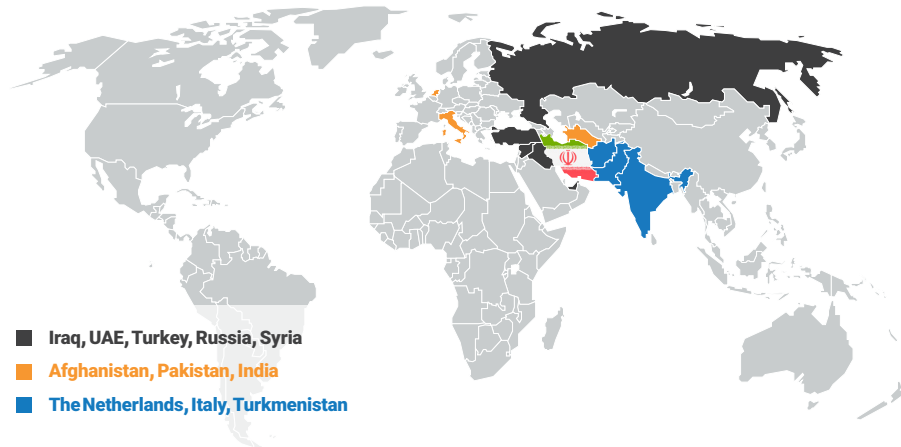 Iraq, UAE, Turkey, Russia, Syria
Afghanistan, Pakistan, India
The Netherlands, Italy, Turkmenistan